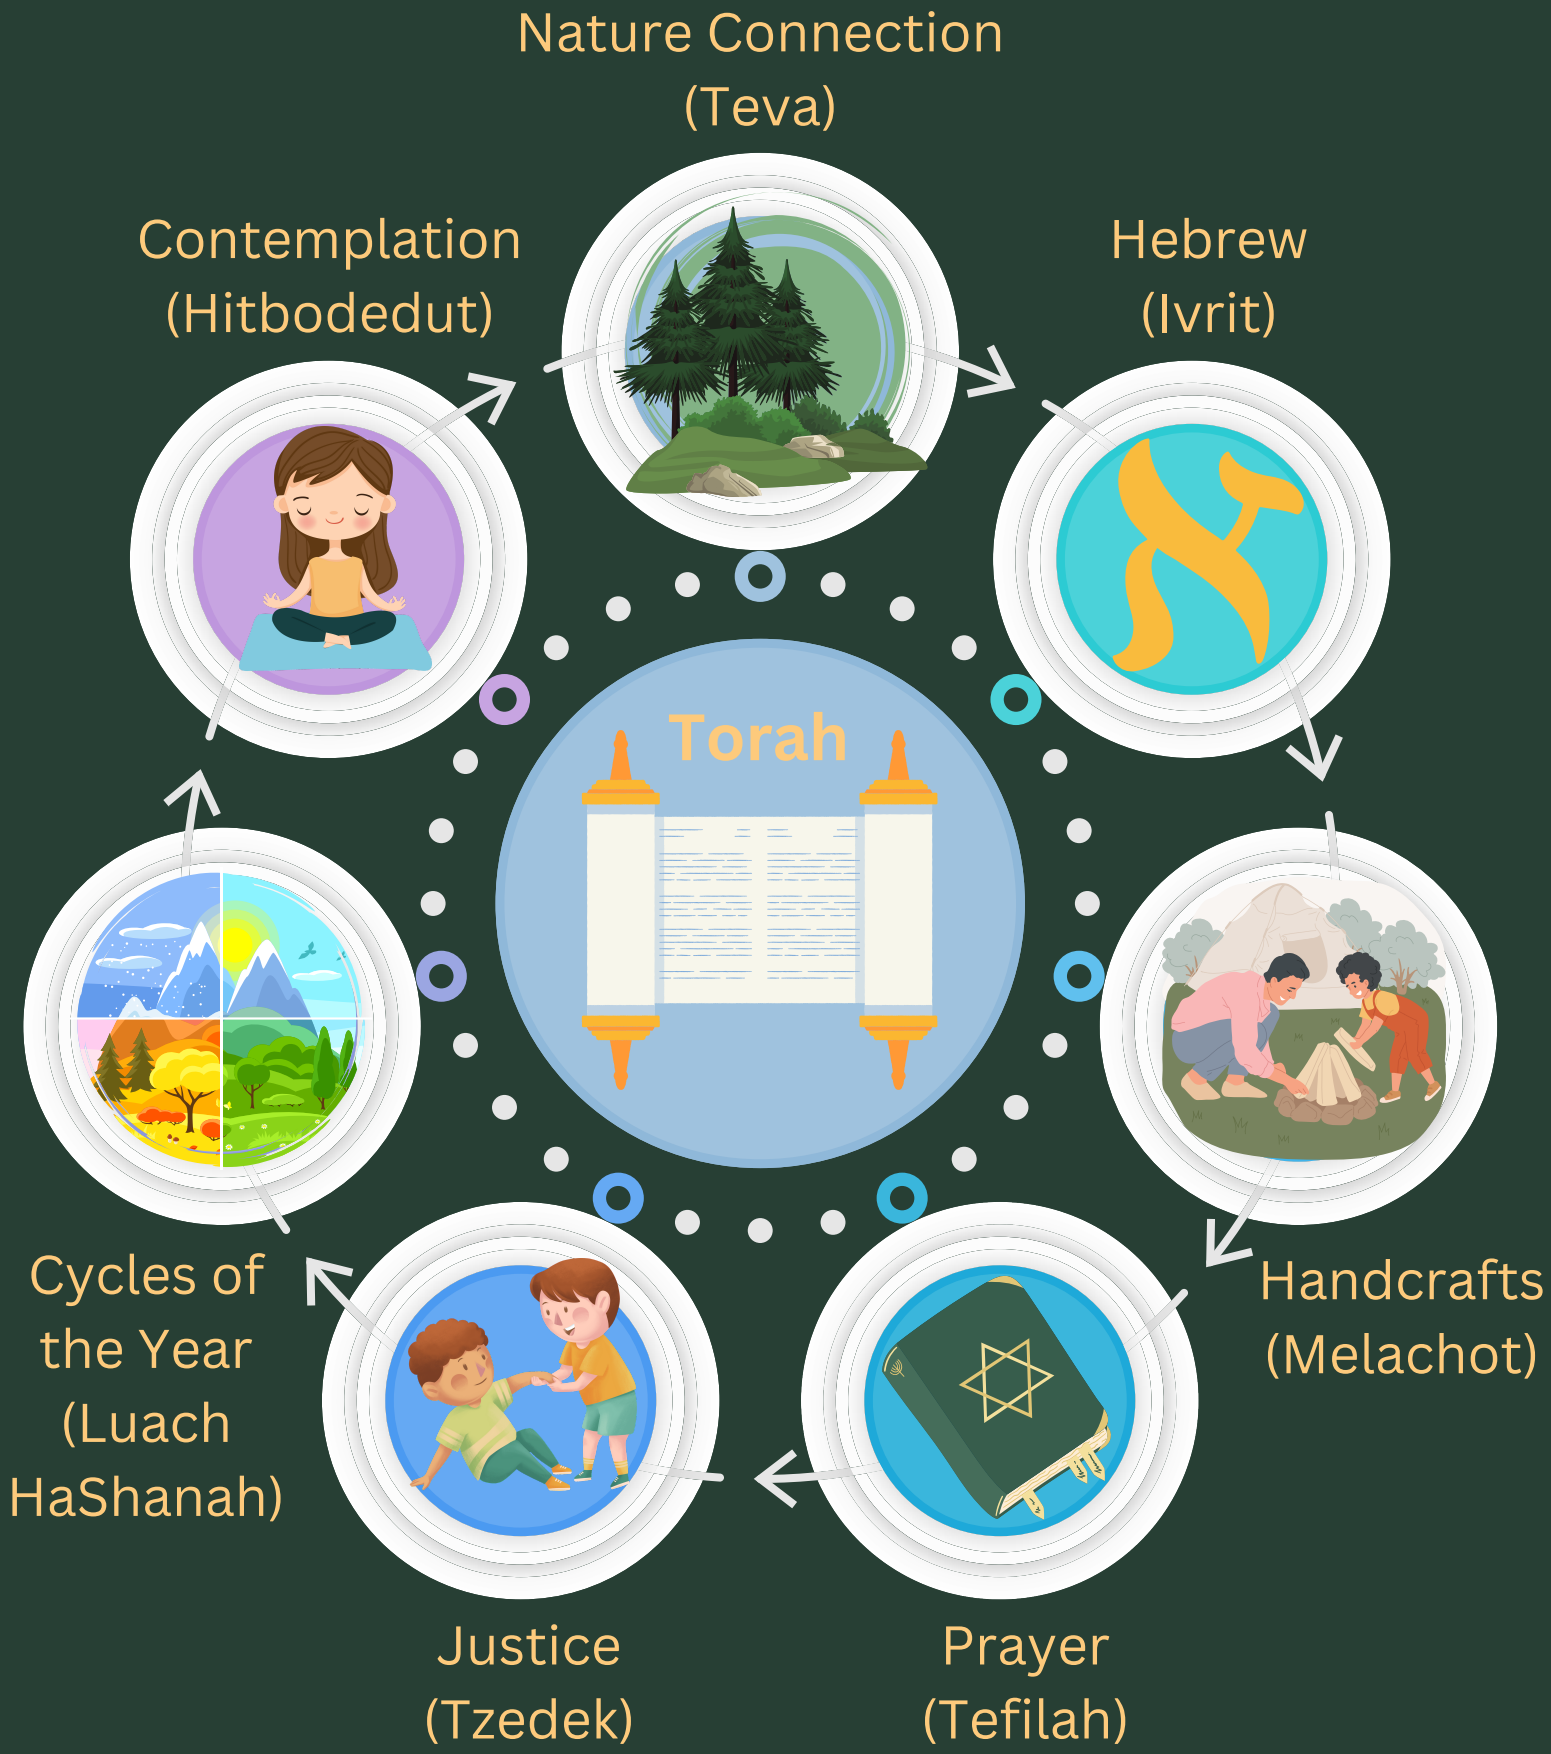 Nature Connection
(Teva)
Contemplation
(Hitbodedut)
Hebrew
(Ivrit)
Torah
א
Cycles of
the Year
(Luach
HaShanah)
Handcrafts
(Melachot)
Justice
(Tzedek)
Prayer
(Tefilah)